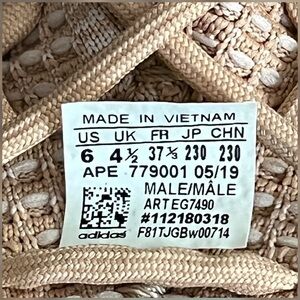 MADE IN VIETNAM
US UK FR JP CHN
6 4½ 37⅓ 230 230
APE 779001 05/19
MALE/MÂLE
ART EG7490
#112180318
adidas F81TJGBw00714